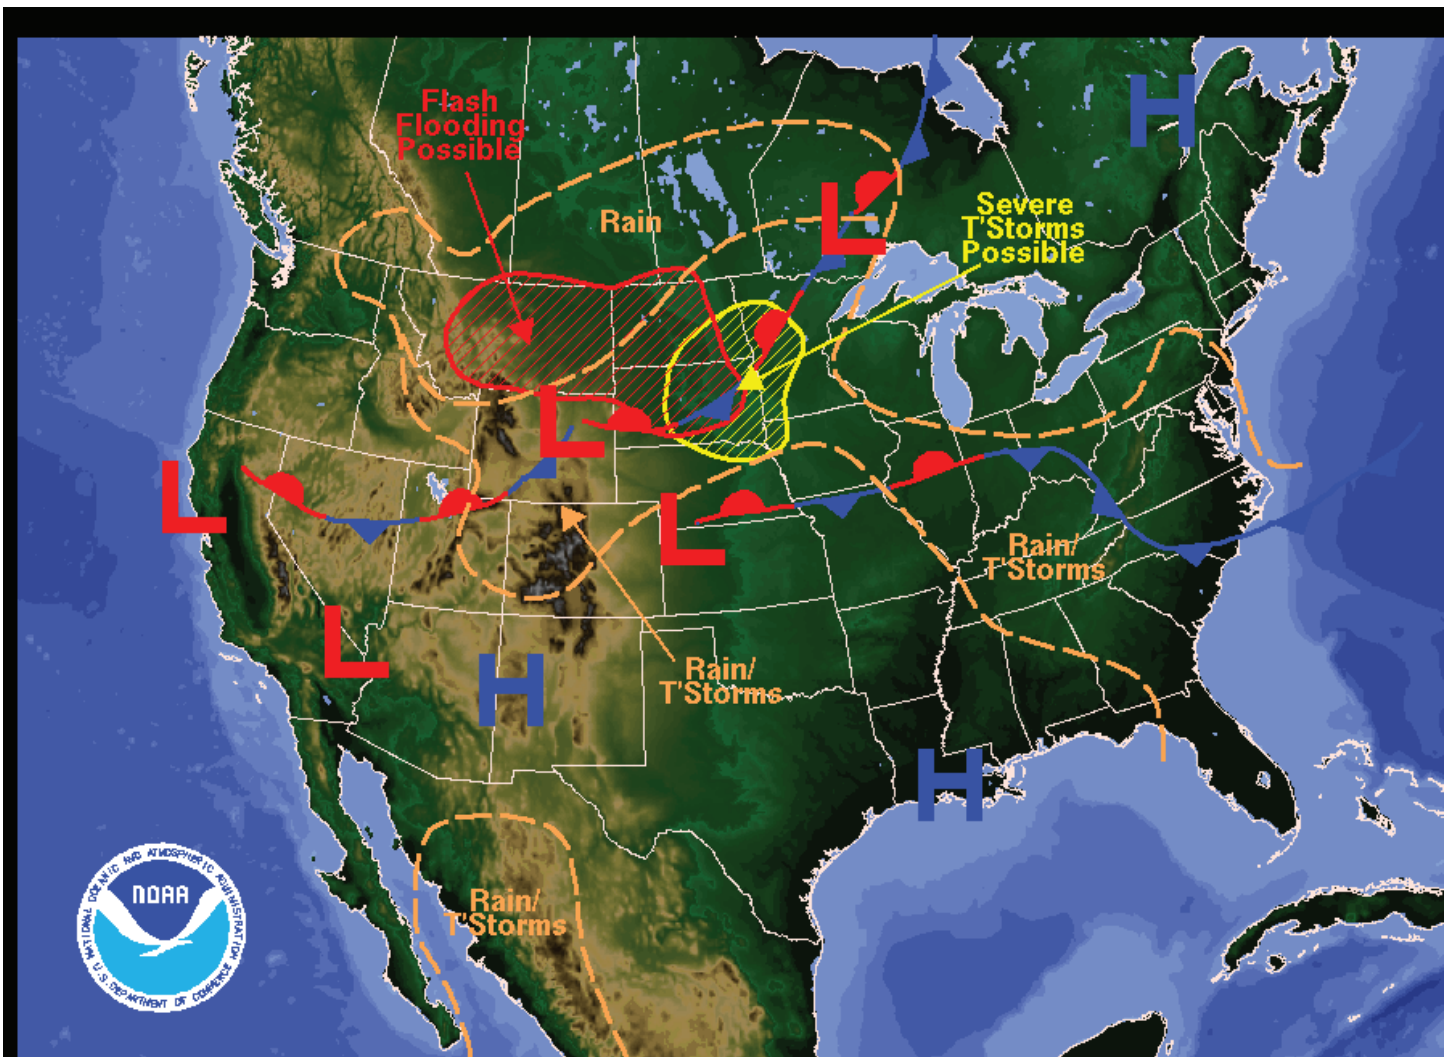 Flash
Flooding
Possible
H
Rain
L
Severe
T'Storms
Possible
L
L
L
Rain/
T'Storms
L
Rain/
T'Storms
H
H
Rain/
T'Storms
NOAA
NATIONAL OCEANIC AND ATMOSPHERIC ADMINISTRATION
U.S. DEPARTMENT OF COMMERCE